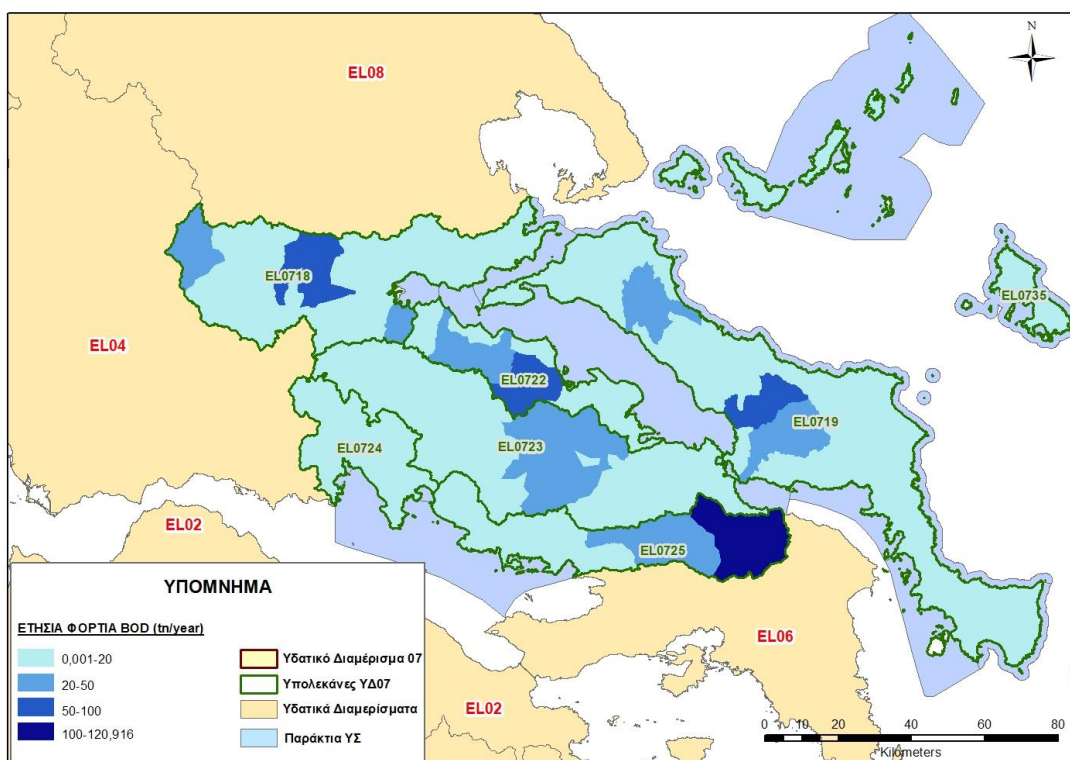 N
EL08
EL0718
EL0735
EL04
EL0722
EL0719
EL0723
EL0724
EL02
EL0725
EL06
EL02
ΥΠΟΜΝΗΜΑ
ΕΤΗΣΙΑ ΦΟΡΤΙΑ BOD (tn/year)
0,001-20
20-50
50-100
100-120,916
Υδατικό Διαμέρισμα 07
Υπολεκάνες ΥΔ07
Υδατικά Διαμερίσματα
Παράκτια ΥΣ
0 5 10 20 40 60 80
Kilometers